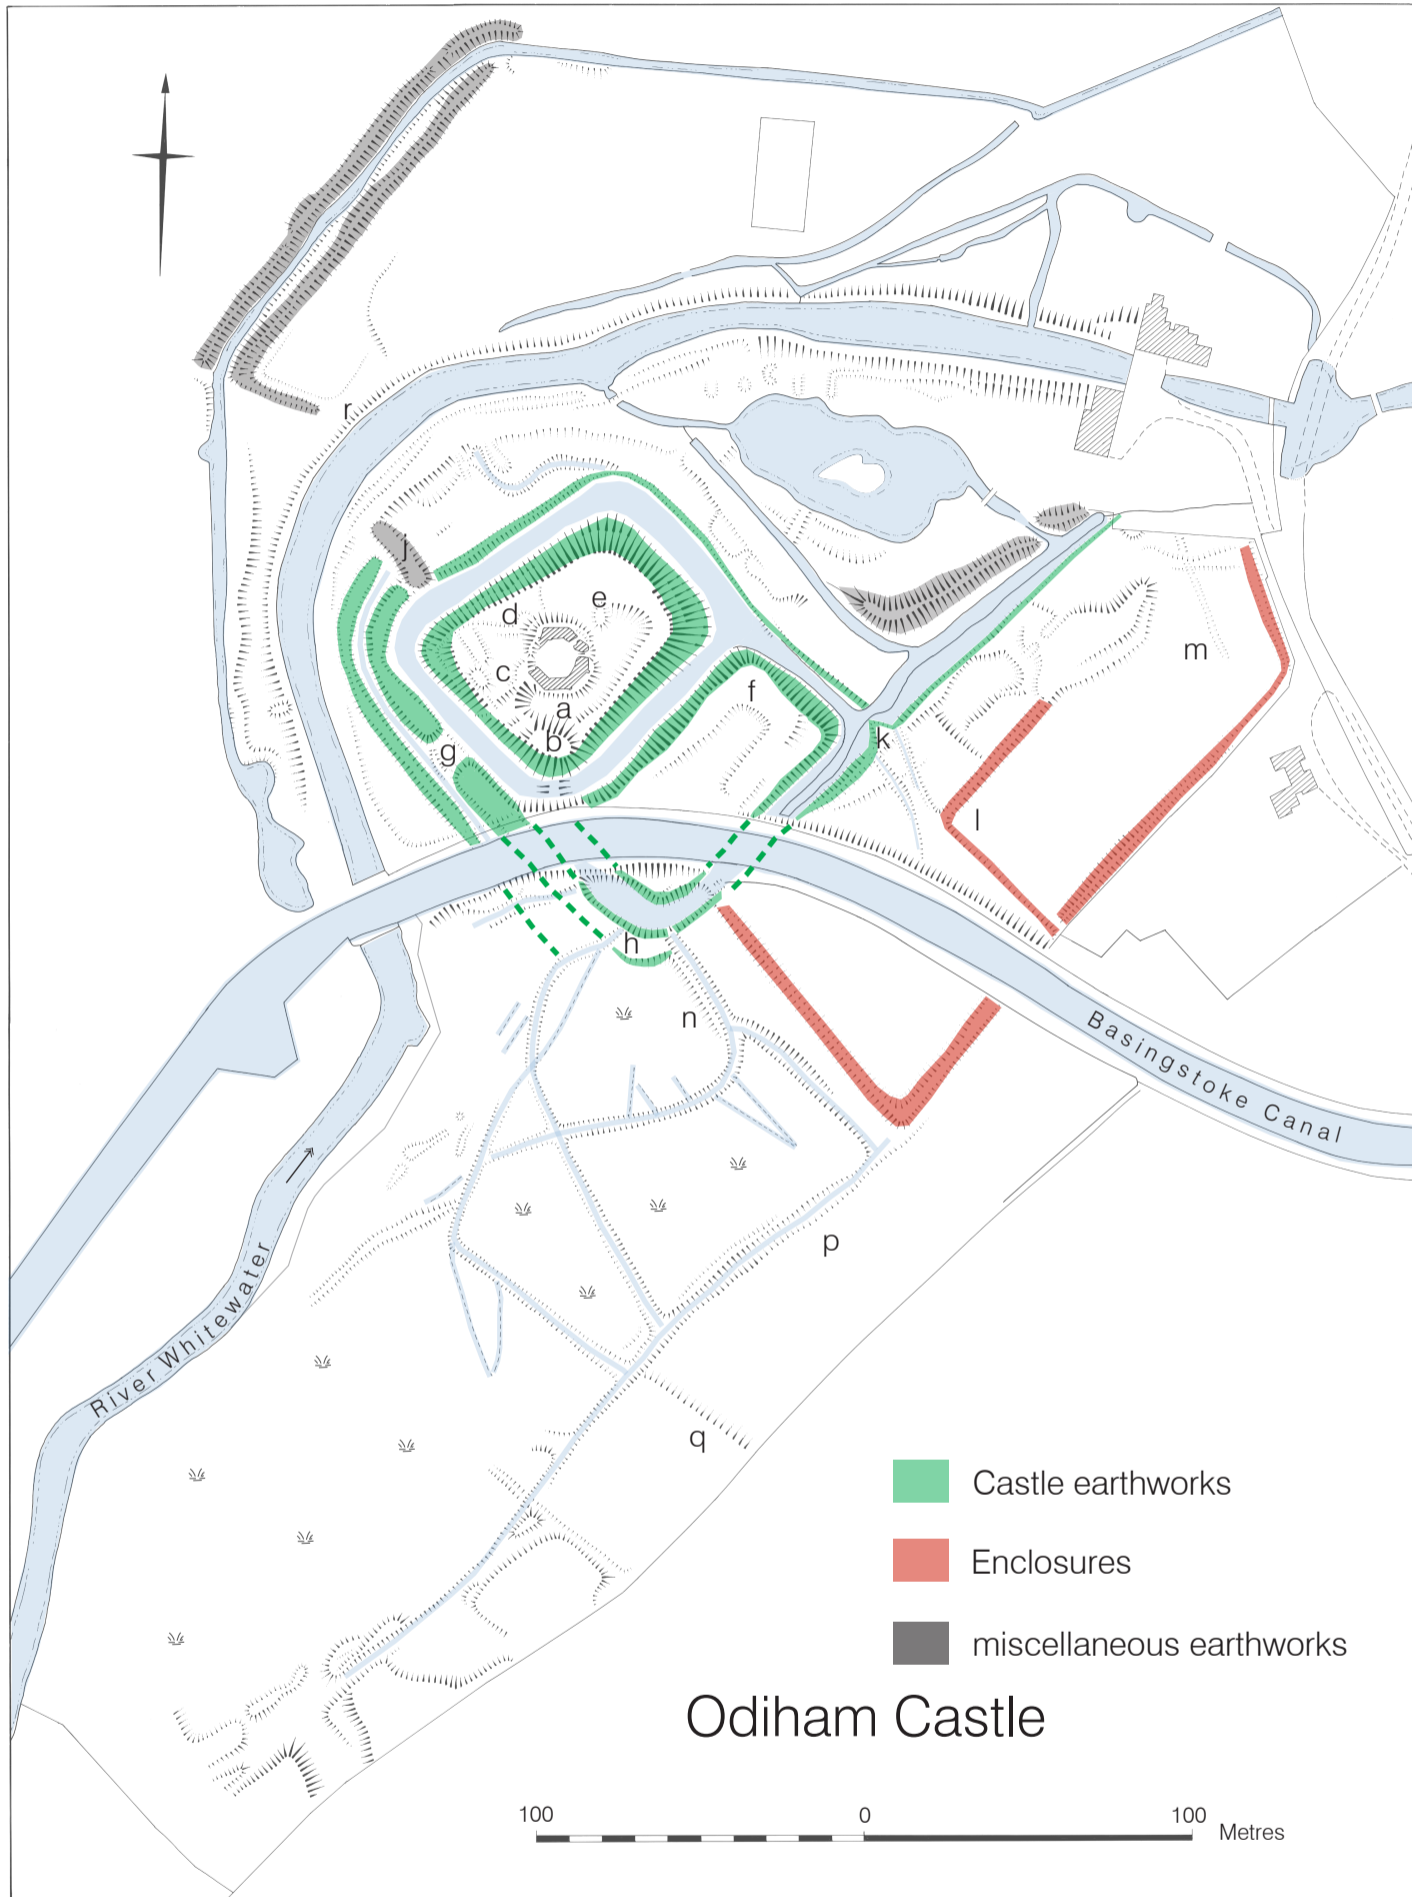 r
j
d
e
c
a
b
f
g
k
l
m
h
n
p
q
Basingstoke Canal
River Whitewater
Castle earthworks
Enclosures
miscellaneous earthworks
Odiham Castle
100 0 100 Metres